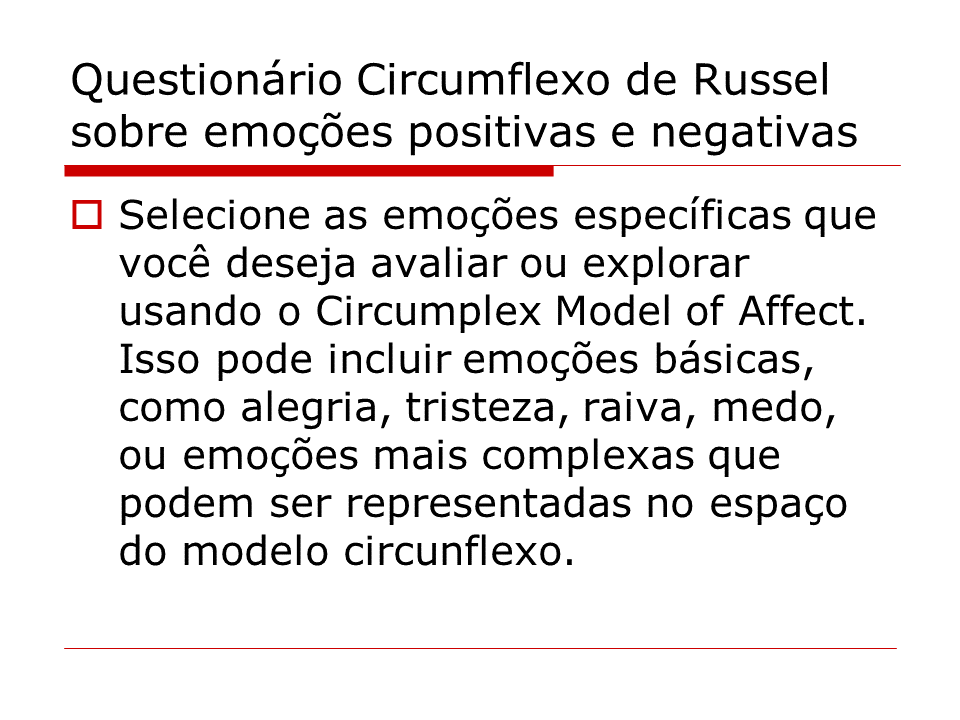 Questionário Circumflexo de Russel
sobre emoções positivas e negativas
Selecione as emoções específicas que
você deseja avaliar ou explorar
usando o Circumplex Model of Affect.
Isso pode incluir emoções básicas,
como alegria, tristeza, raiva, medo,
ou emoções mais complexas que
podem ser representadas no espaço
do modelo circunflexo.